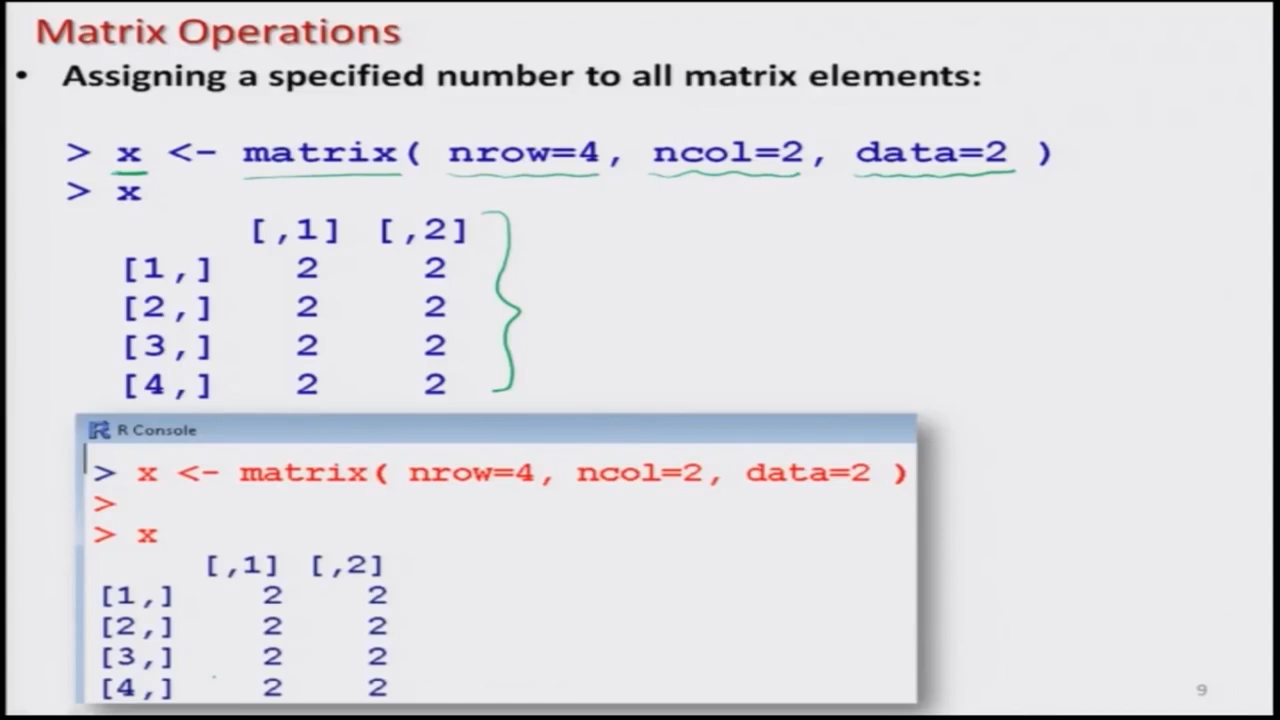 Matrix Operations
• Assigning a specified number to all matrix elements:
> x <- matrix( nrow=4, ncol=2, data=2 )
> x
[,1] [,2]
[1,] 2 2
[2,] 2 2
[3,] 2 2
[4,] 2 2
R Console
> x <- matrix( nrow=4, ncol=2, data=2 )
>
> x
[,1] [,2]
[1,] 2 2
[2,] 2 2
[3,] 2 2
[4,] 2 2
9